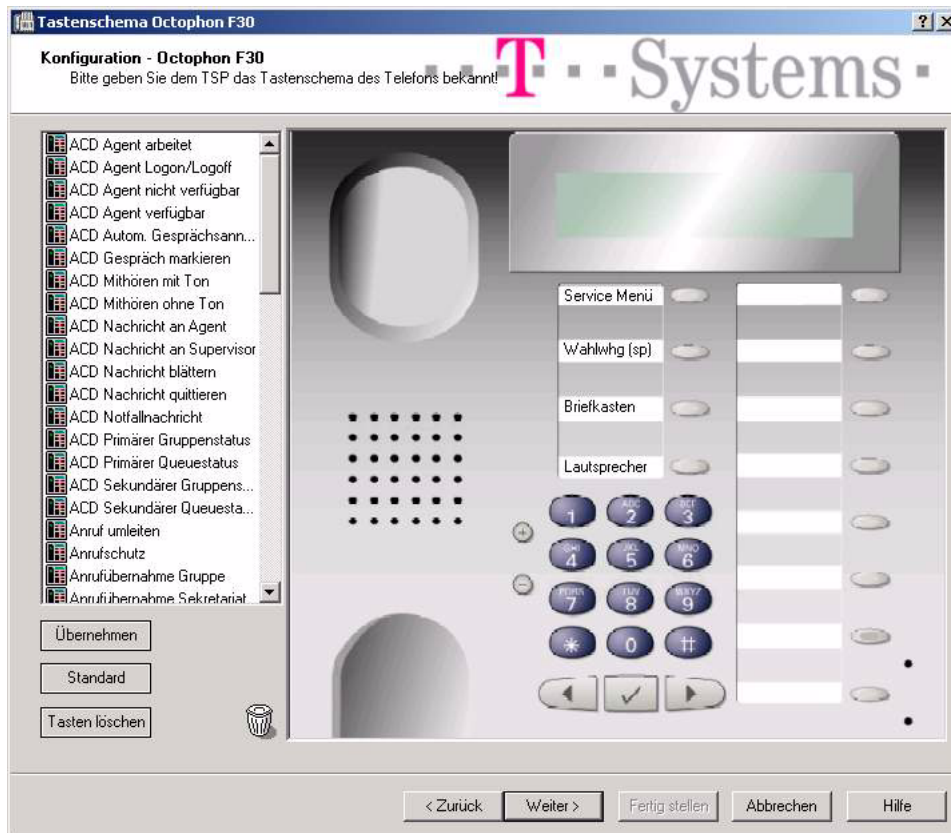 Tastenschema Octophon F30
Konfiguration - Octophon F30
Bitte geben Sie dem TSP das Tastenschema des Telefons bekannt!
T Systems
ACD Agent arbeitet
ACD Agent Logon/Logoff
ACD Agent nicht verfügbar
ACD Agent verfügbar
ACD Autom. Gesprächsann...
ACD Gespräch markieren
ACD Mithören mit Ton
ACD Mithören ohne Ton
ACD Nachricht an Agent
ACD Nachricht an Supervisor
ACD Nachricht blättern
ACD Nachricht quittieren
ACD Notfallnachricht
ACD Primärer Gruppenstatus
ACD Primärer Queuestatus
ACD Sekundärer Gruppens...
ACD Sekundärer Queuesta...
Anruf umleiten
Anrufschutz
Anrufübernahme Gruppe
Anrufübernahme Sekretariat
Übernehmen
Standard
Tasten löschen
Service Menü
Wahlwhg (sp)
Briefkasten
Lautsprecher
1 ABC 2 DEF 3
GHI 4 JKL 5 MNO 6
PQRS 7 TUV 8 WXYZ 9
* 0 #
< Zurück Weiter > Fertig stellen Abbrechen Hilfe